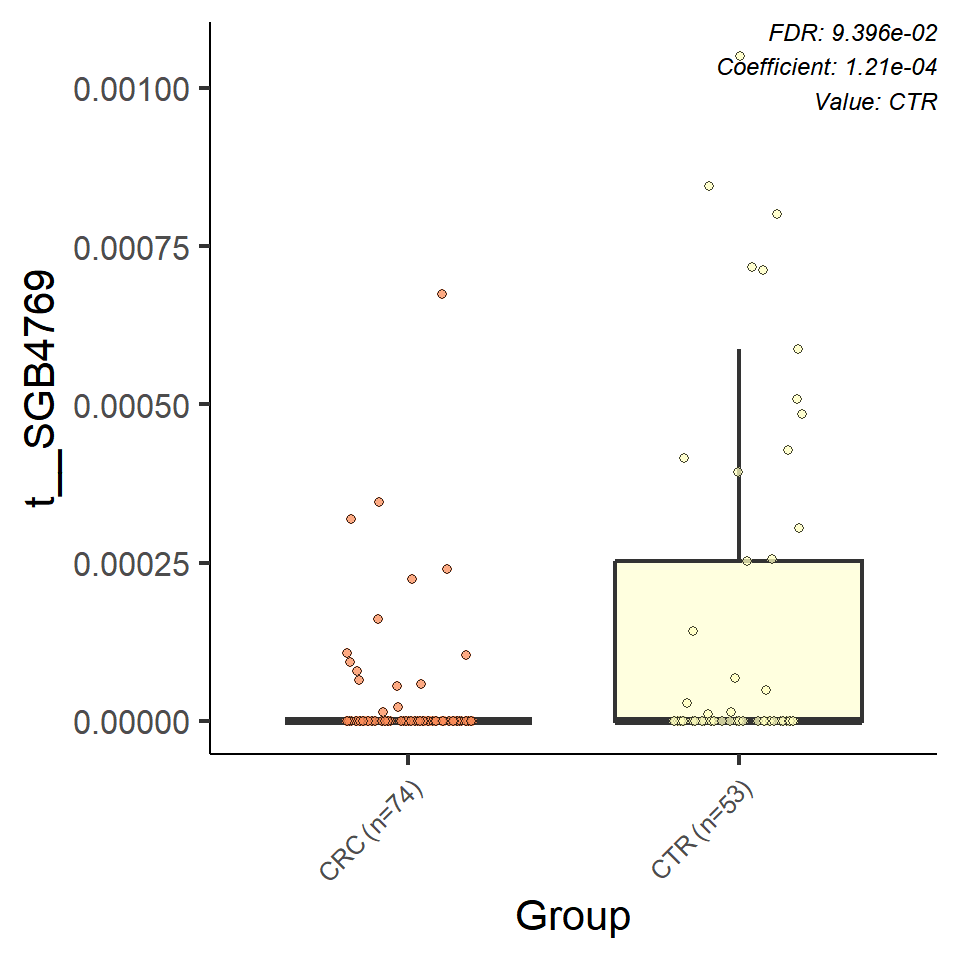 FDR: 9.396e-02
Coefficient: 1.21e-04
Value: CTR
0.00100
0.00075
0.00050
0.00025
0.00000
t__SGB4769
CRC (n=74)
CTR (n=53)
Group